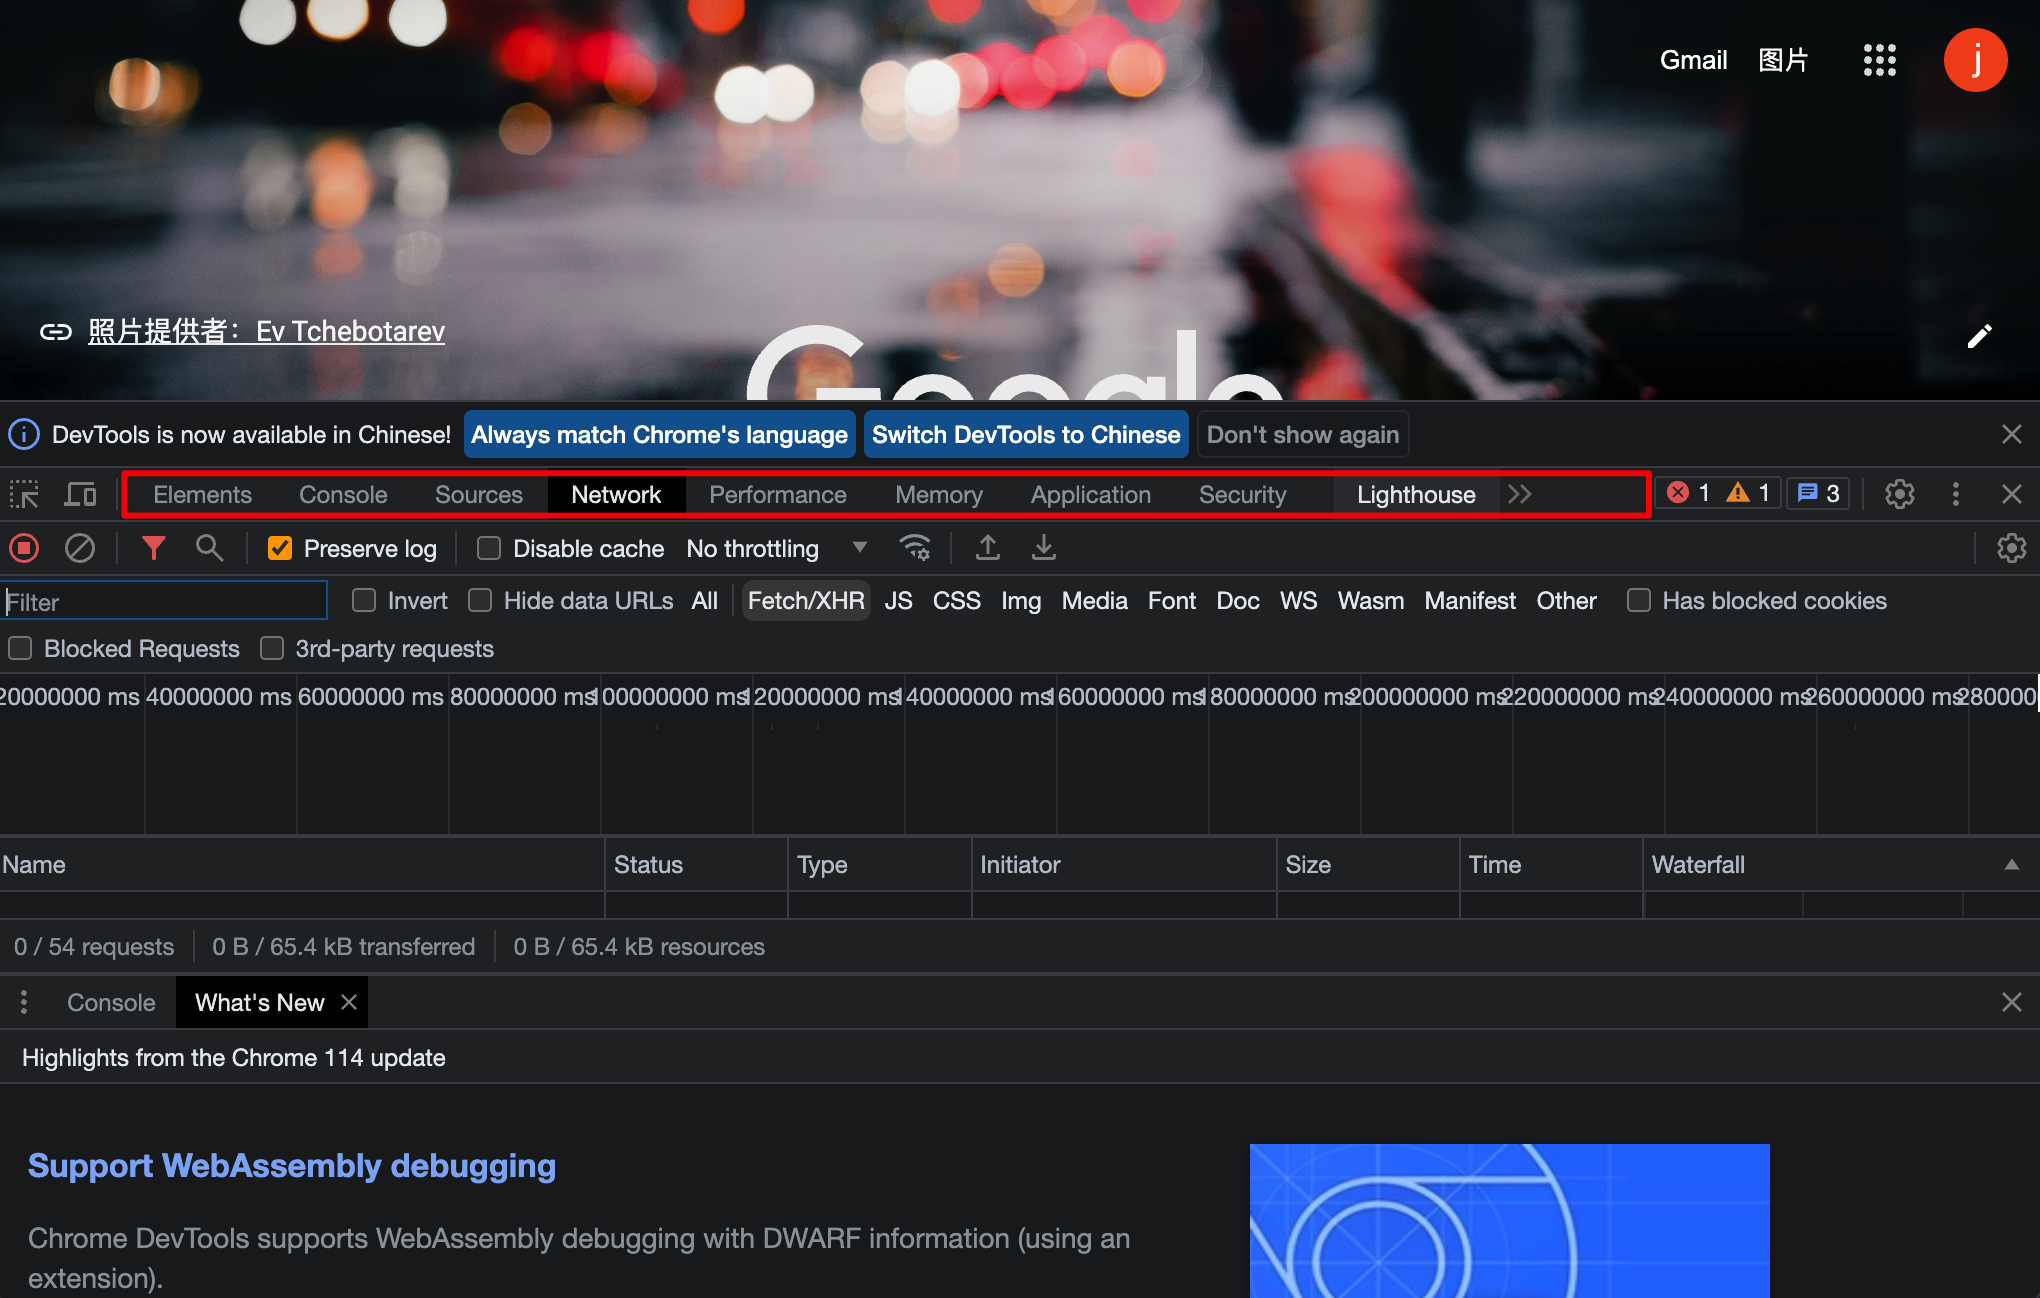 Gmail 图片 j
照片提供者：Ev Tchebotarev
Google
DevTools is now available in Chinese! Always match Chrome's language Switch DevTools to Chinese Don't show again
Elements Console Sources Network Performance Memory Application Security Lighthouse 1 1 3
Preserve log Disable cache No throttling
Filter Invert Hide data URLs All Fetch/XHR JS CSS Img Media Font Doc WS Wasm Manifest Other Has blocked cookies
Blocked Requests 3rd-party requests
20000000 ms 40000000 ms 60000000 ms 80000000 ms 100000000 ms 120000000 ms 140000000 ms 160000000 ms 180000000 ms 200000000 ms 220000000 ms 240000000 ms 260000000 ms 280000
Name Status Type Initiator Size Time Waterfall
0 / 54 requests 0 B / 65.4 kB transferred 0 B / 65.4 kB resources
Console What's New
Highlights from the Chrome 114 update
Support WebAssembly debugging
Chrome DevTools supports WebAssembly debugging with DWARF information (using an
extension).